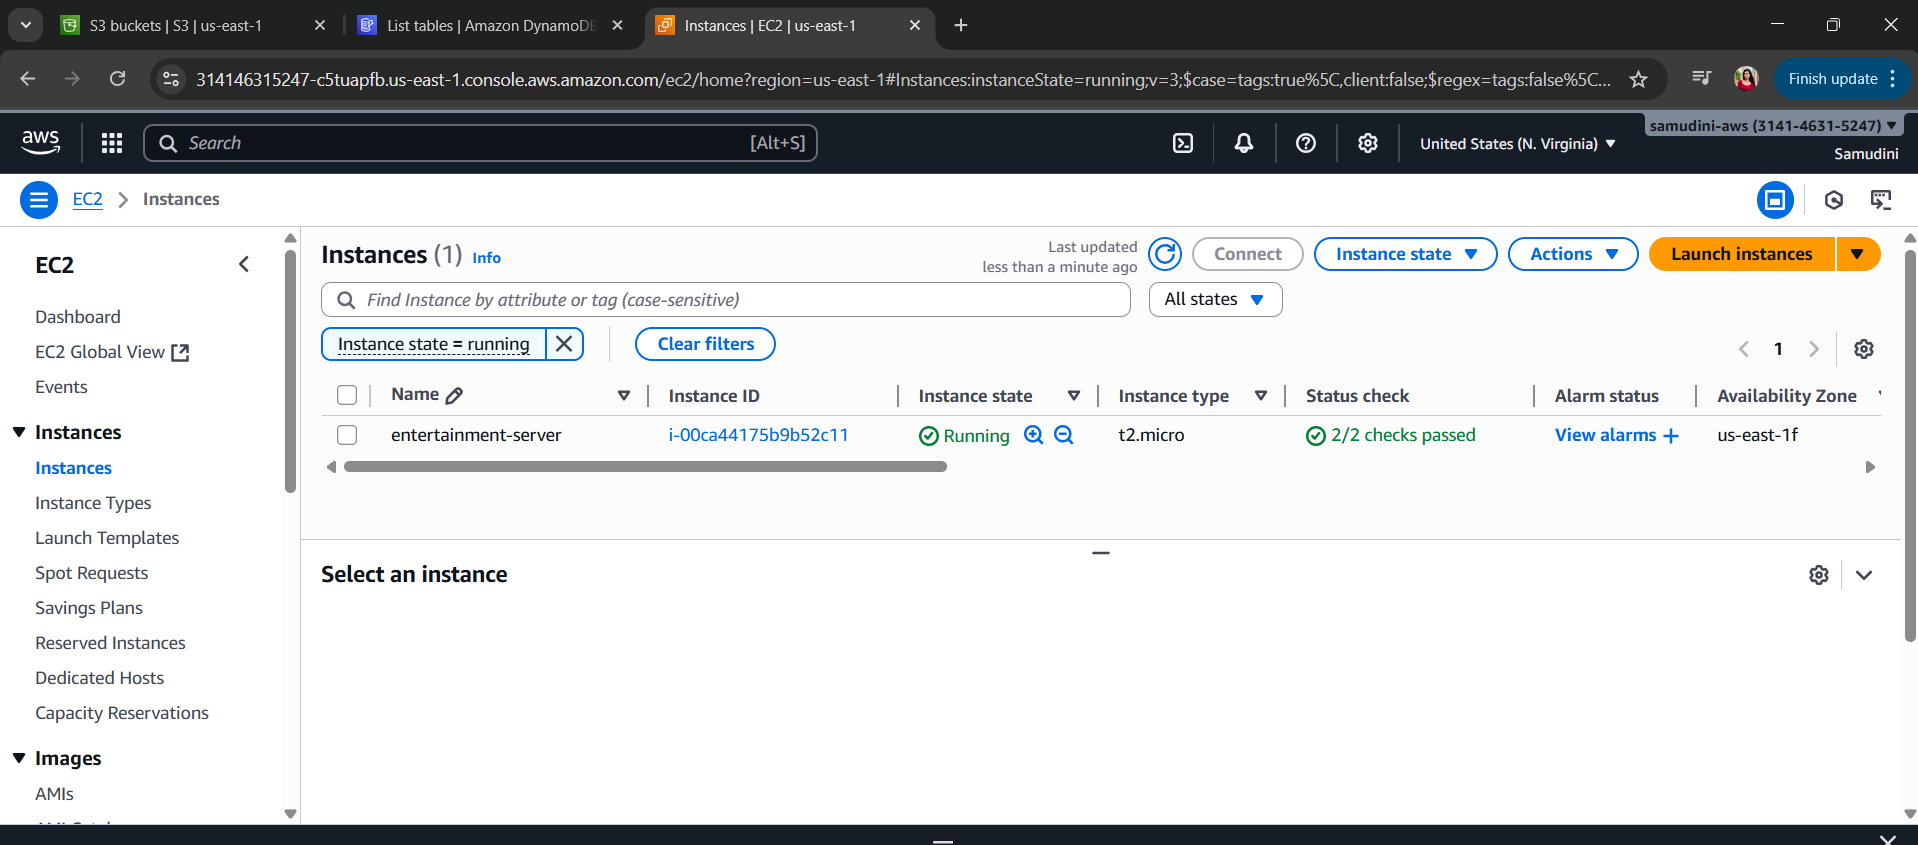 S3 buckets | S3 | us-east-1
List tables | Amazon DynamoDB
Instances | EC2 | us-east-1
314146315247-c5tuapfb.us-east-1.console.aws.amazon.com/ec2/home?region=us-east-1#Instances:instanceState=running;v=3;$case=tags:true%5C,client:false;$regex=tags:false%5C...
Finish update
aws
Search
[Alt+S]
United States (N. Virginia)
samudini-aws (3141-4631-5247)
Samudini
EC2
Instances
EC2
Dashboard
EC2 Global View
Events
Instances
Instances
Instance Types
Launch Templates
Spot Requests
Savings Plans
Reserved Instances
Dedicated Hosts
Capacity Reservations
Images
AMIs
Instances (1) Info
Last updated
less than a minute ago
Connect
Instance state
Actions
Launch instances
Find Instance by attribute or tag (case-sensitive)
All states
Instance state = running
Clear filters
1
Name Instance ID Instance state Instance type Status check Alarm status Availability Zone
entertainment-server i-00ca44175b9b52c11 Running t2.micro 2/2 checks passed View alarms + us-east-1f
Select an instance